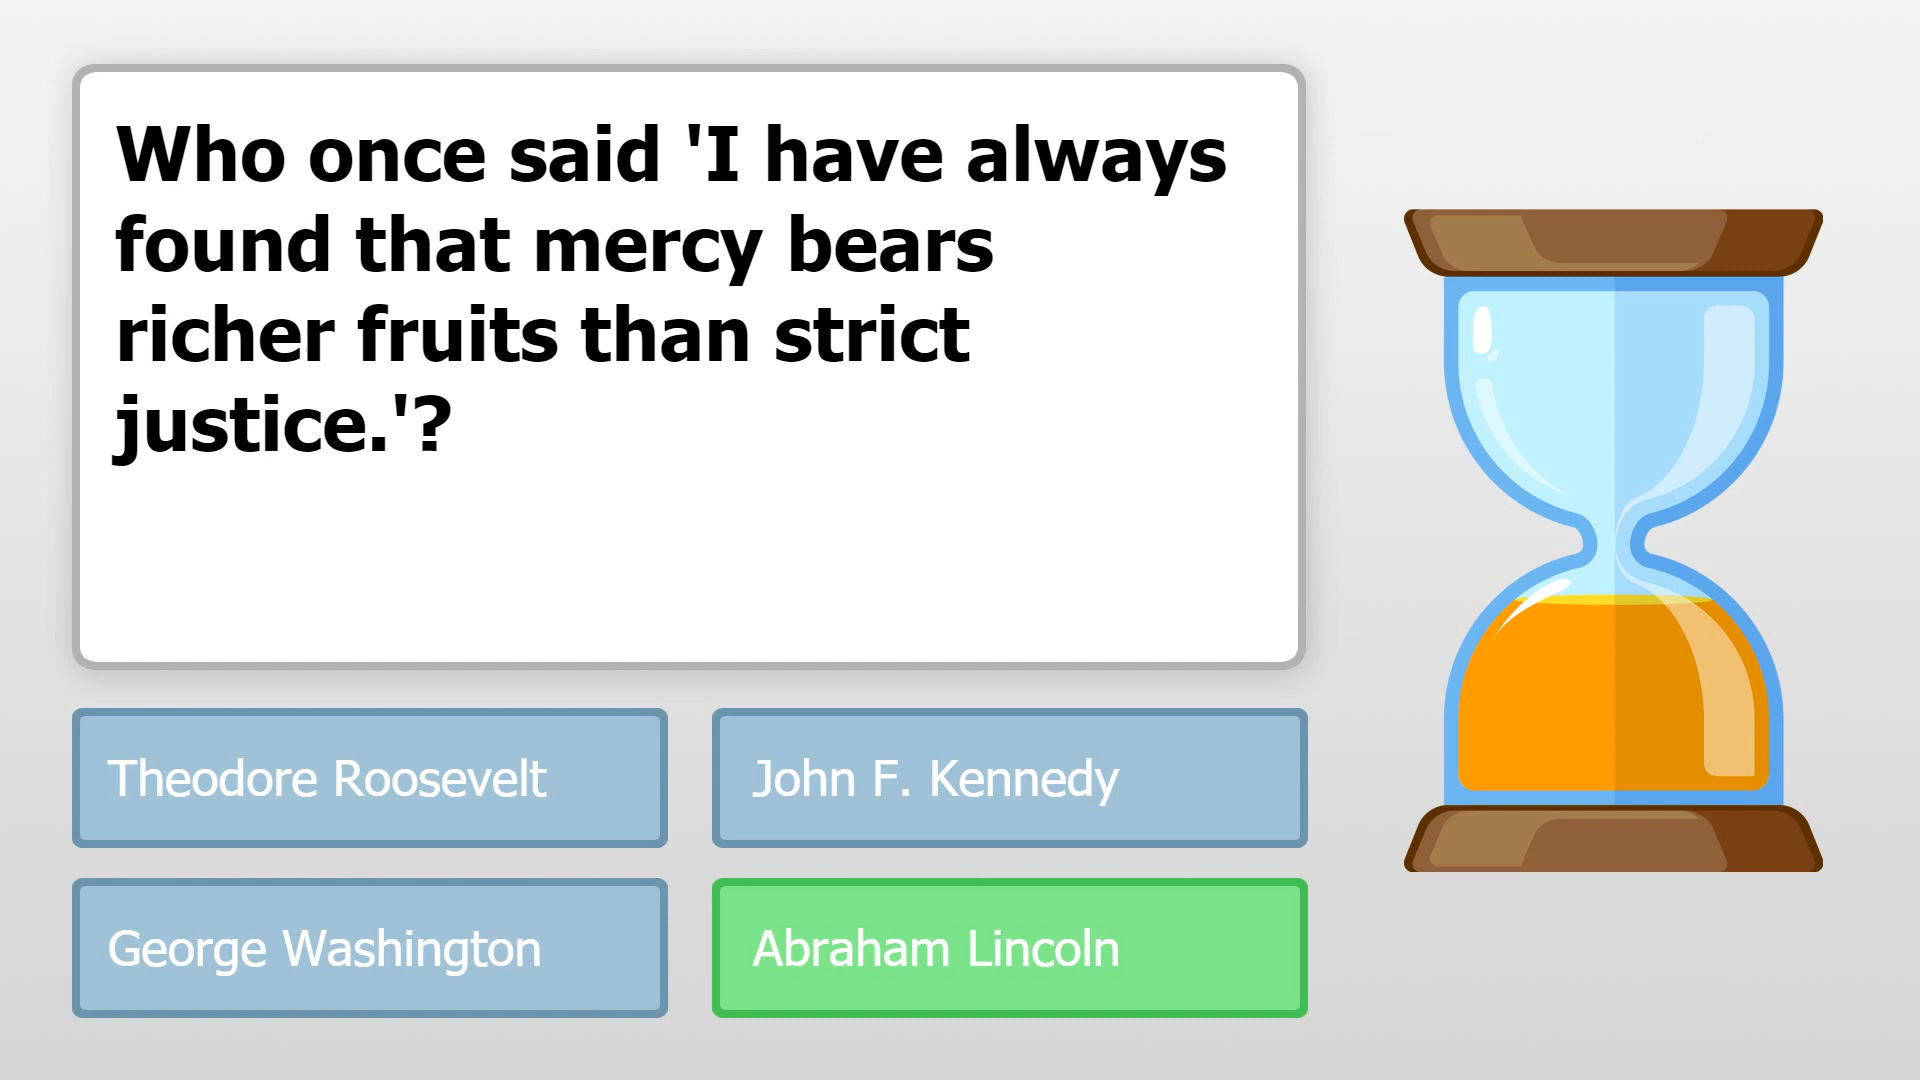 Who once said 'I have always
found that mercy bears
richer fruits than strict
justice.'?
Theodore Roosevelt
John F. Kennedy
George Washington
Abraham Lincoln